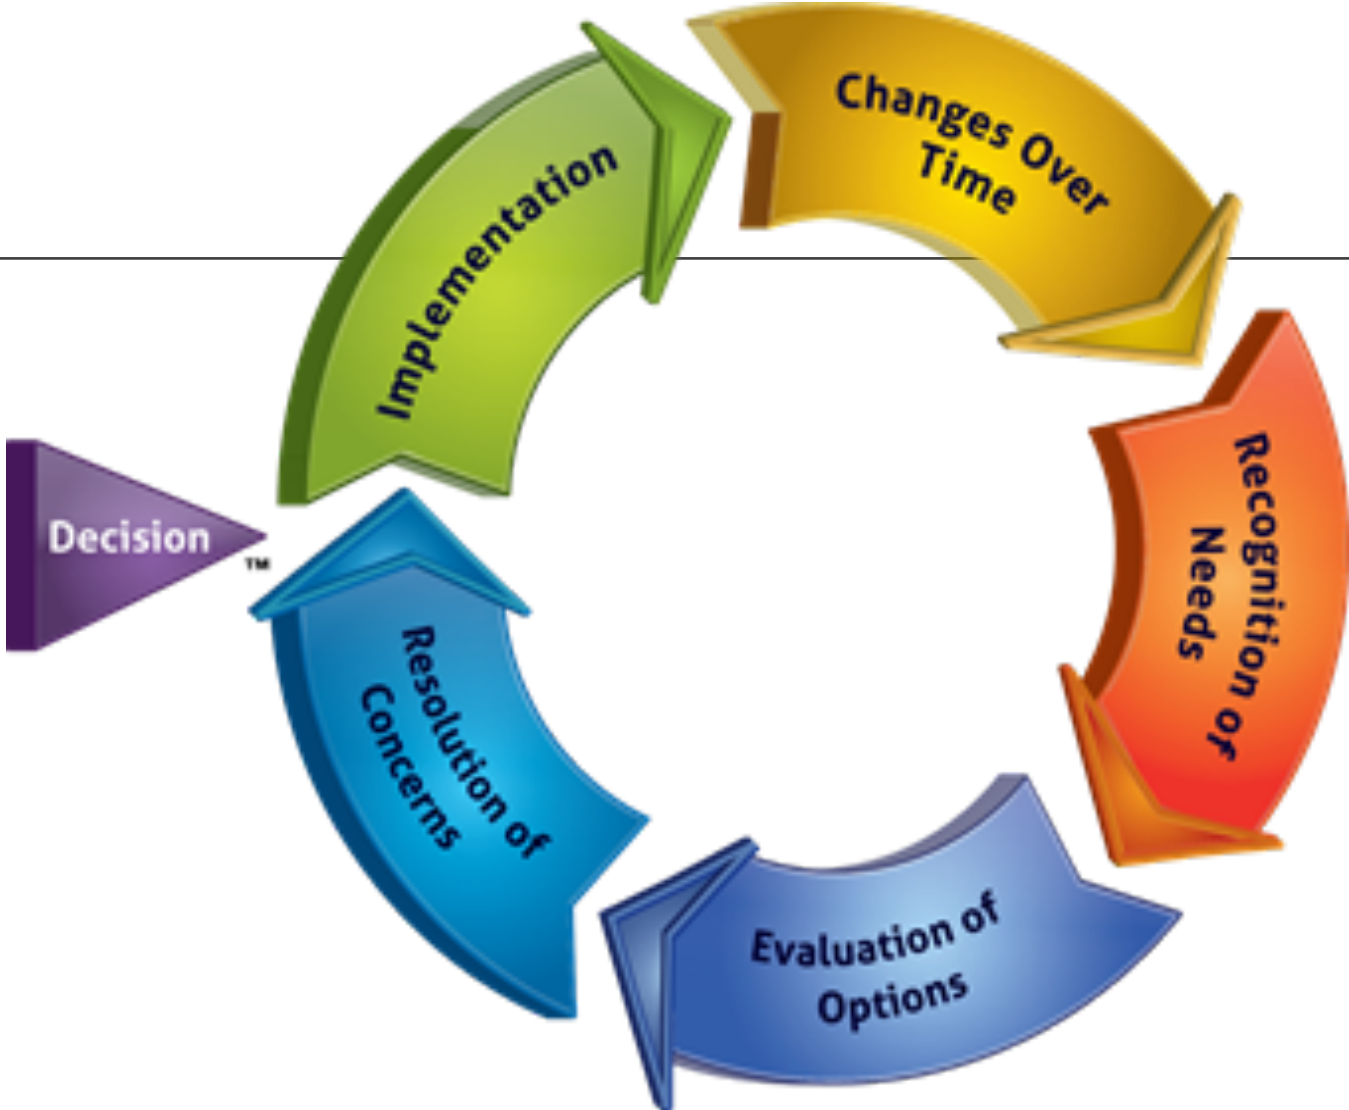 Changes Over
Time
Implementation
Recognition of
Needs
Decision
™
Resolution of
Concerns
Evaluation of
Options